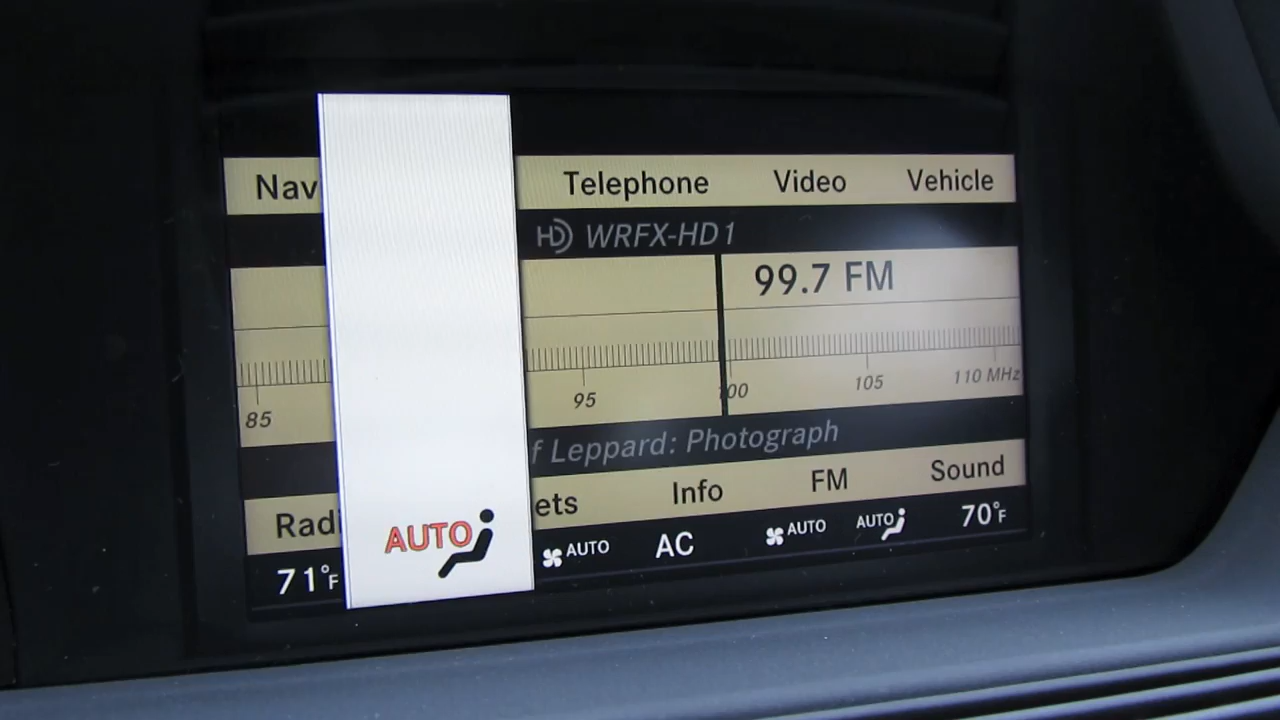 Nav Telephone Video Vehicle
HD WRFX-HD1
99.7 FM
85 95 100 105 110 MHz
f Leppard: Photograph
Radi ets Info FM Sound
71°F AUTO AUTO AC AUTO AUTO 70°F